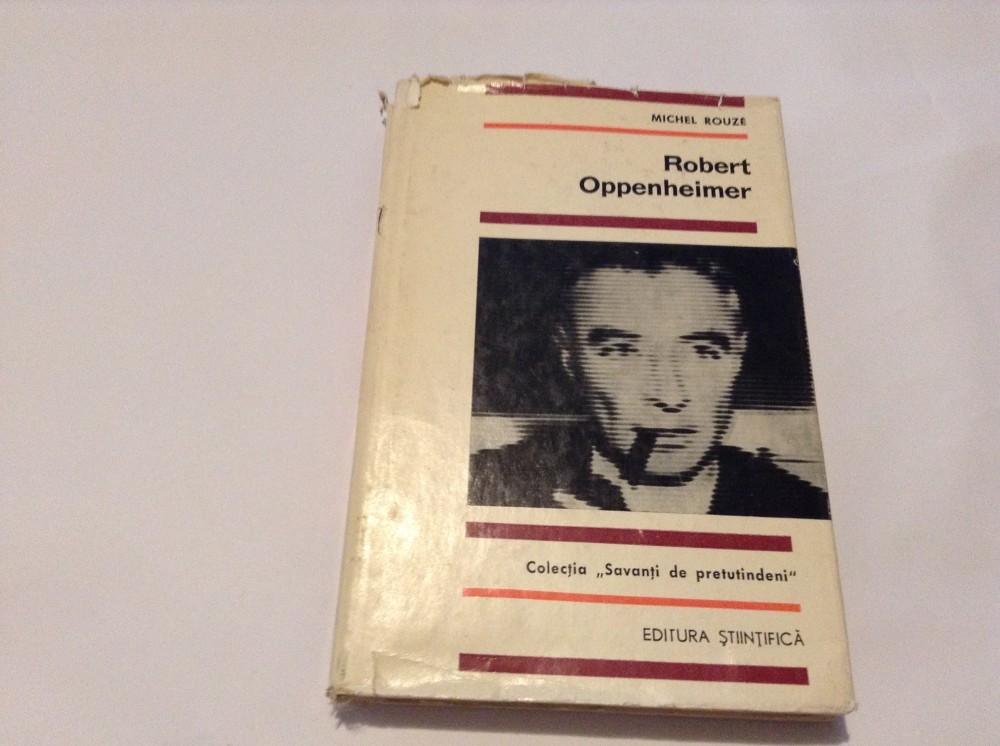 MICHEL ROUZÉ
Robert
Oppenheimer
Colecția „Savanți de pretutindeni“
EDITURA ȘTIINȚIFICĂ